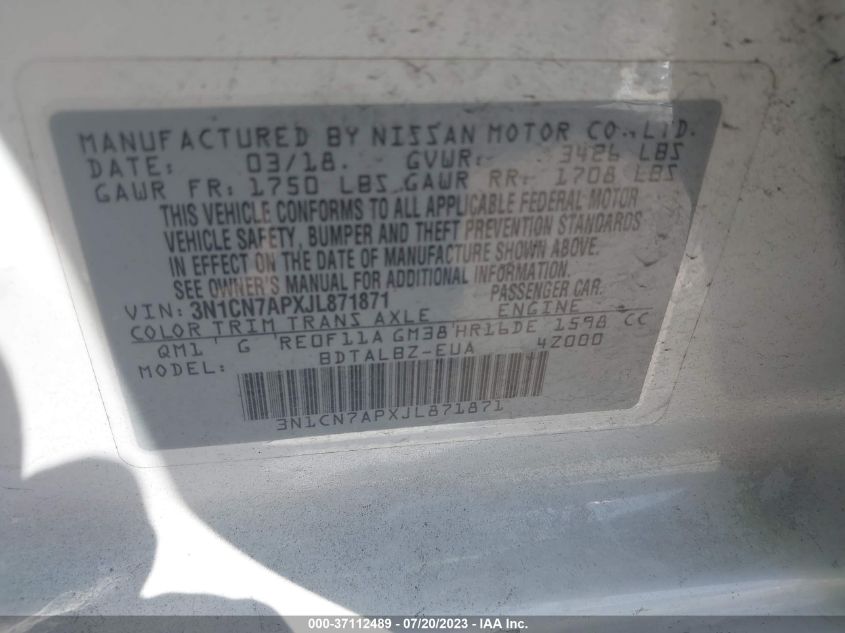 MANUFACTURED BY NISSAN MOTOR CO.,LTD.
DATE: 03/18. GVWR: 3426 LBS
GAWR FR: 1750 LBS GAWR RR: 1708 LBS
THIS VEHICLE CONFORMS TO ALL APPLICABLE FEDERAL MOTOR
VEHICLE SAFETY, BUMPER AND THEFT PREVENTION STANDARDS
IN EFFECT ON THE DATE OF MANUFACTURE SHOWN ABOVE.
SEE OWNER'S MANUAL FOR ADDITIONAL INFORMATION.
VIN: 3N1CN7APXJL871871 PASSENGER CAR.
COLOR TRIM TRANS AXLE ENGINE
QM1 G RE0F11A GM38 HR16DE 1598 CC
MODEL: BDTALBZ-EUA 4Z000
3N1CN7APXJL871871
000-37112489 - 07/20/2023 - IAAI.com